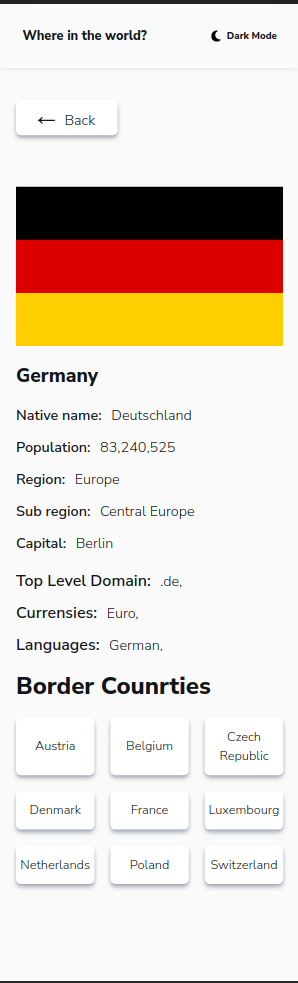 Where in the world? Dark Mode
← Back
Germany
Native name: Deutschland
Population: 83,240,525
Region: Europe
Sub region: Central Europe
Capital: Berlin
Top Level Domain: .de,
Currensies: Euro,
Languages: German,
Border Counrties
Austria Belgium Czech Republic
Denmark France Luxembourg
Netherlands Poland Switzerland